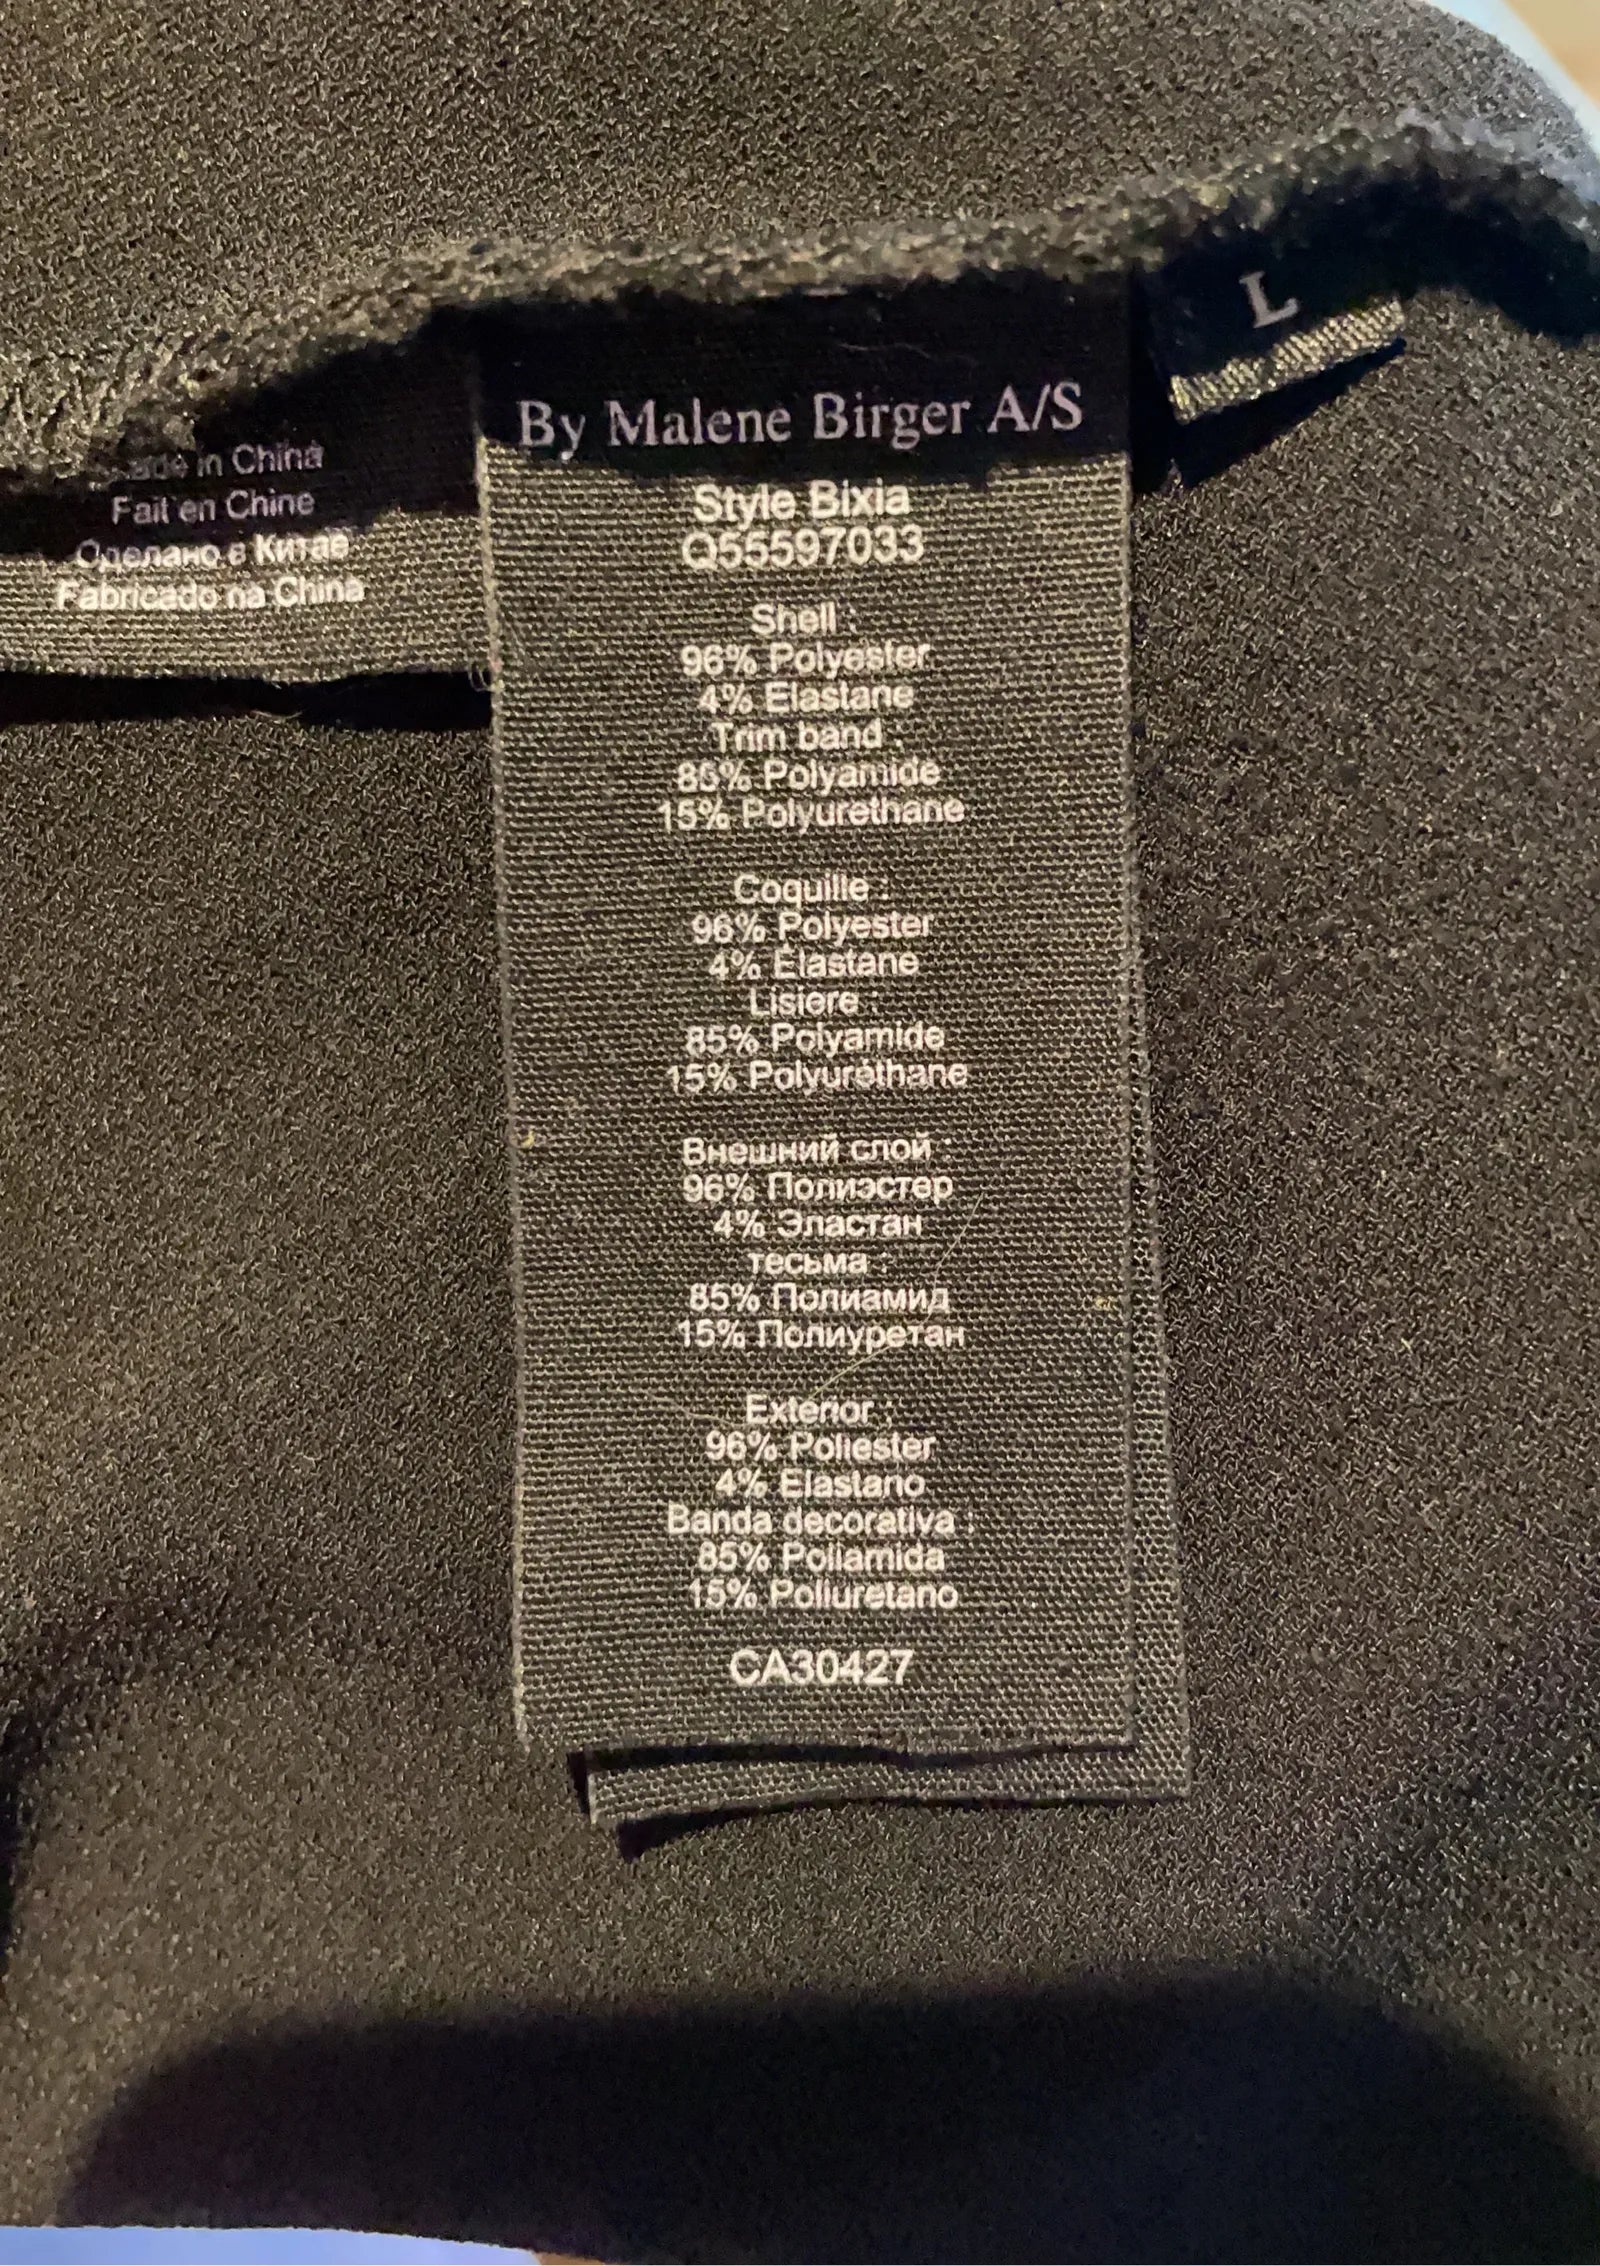 L
By Malene Birger A/S
Style Bixia
Q55597033
Shell :
96% Polyester
4% Elastane
Trim band :
85% Polyamide
15% Polyurethane
Coquille :
96% Polyester
4% Élastane
Lisiere :
85% Polyamide
15% Polyuréthane
Внешний слой :
96% Полиэстер
4% Эластан
тесьма :
85% Полиамид
15% Полиуретан
Exterior :
96% Poliester
4% Elastano
Banda decorativa :
85% Poliamida
15% Poliuretano
CA30427
in China
Fait en Chine
Сделано в Китае
Fabricado na China